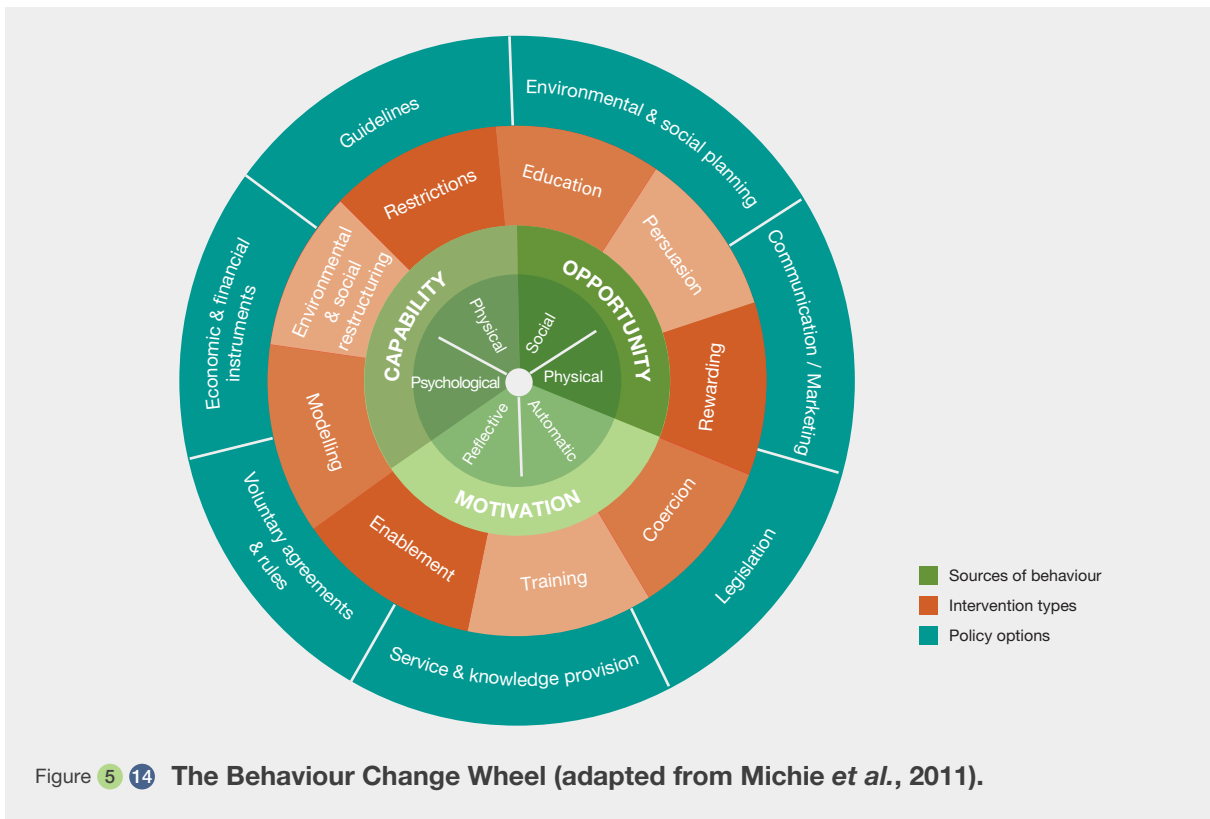 Guidelines
Environmental & social planning
Communication / Marketing
Legislation
Service & knowledge provision
Voluntary agreements
& rules
Economic & financial
instruments
Restrictions
Education
Persuasion
Rewarding
Coercion
Training
Enablement
Modelling
Environmental
& social
restructuring
CAPABILITY
OPPORTUNITY
MOTIVATION
Physical
Social
Physical
Automatic
Reflective
Psychological
Sources of behaviour
Intervention types
Policy options
Figure 5 14 The Behaviour Change Wheel (adapted from Michie et al., 2011).